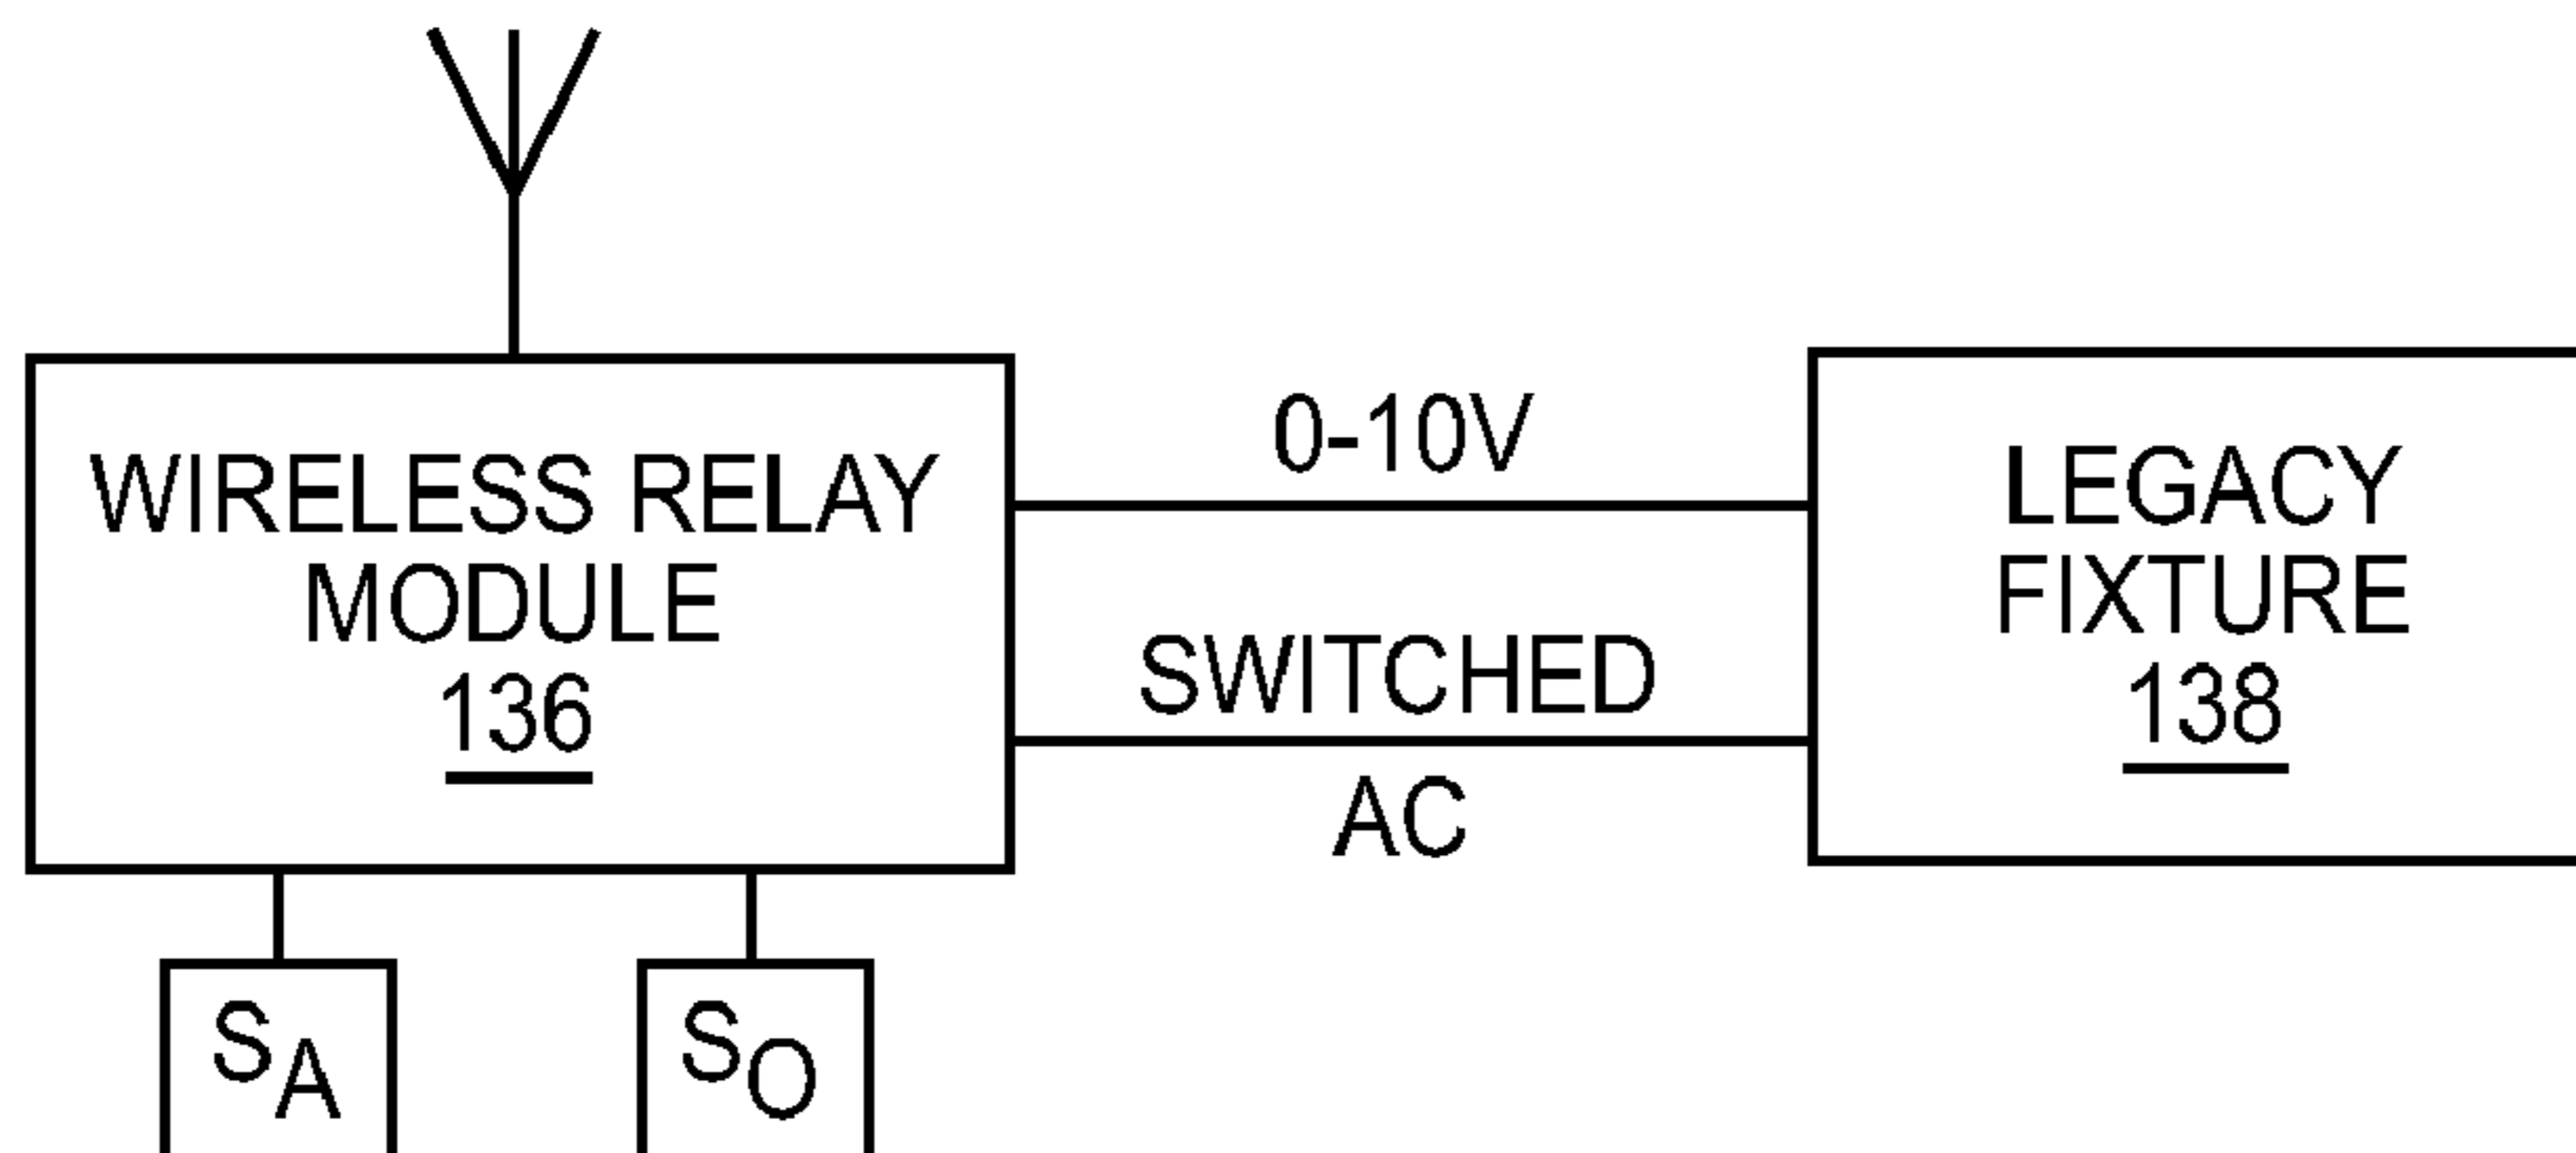 WIRELESS RELAY
MODULE
136
0-10V
SWITCHED
AC
LEGACY
FIXTURE
138
SA
SO